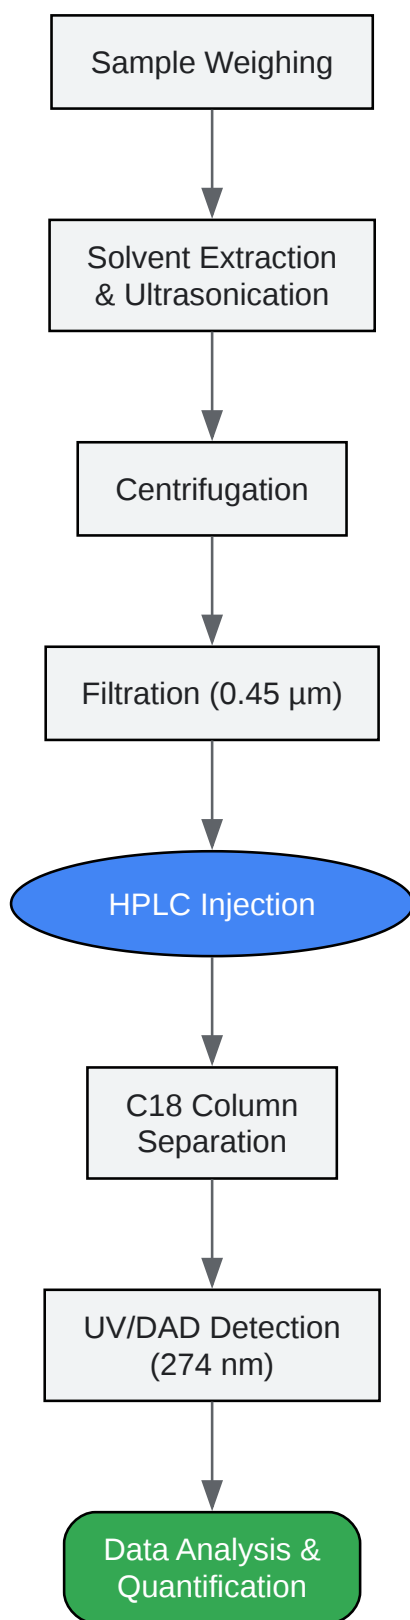 Sample Weighing
Solvent Extraction
& Ultrasonication
Centrifugation
Filtration (0.45 µm)
HPLC Injection
C18 Column
Separation
UV/DAD Detection
(274 nm)
Data Analysis &
Quantification